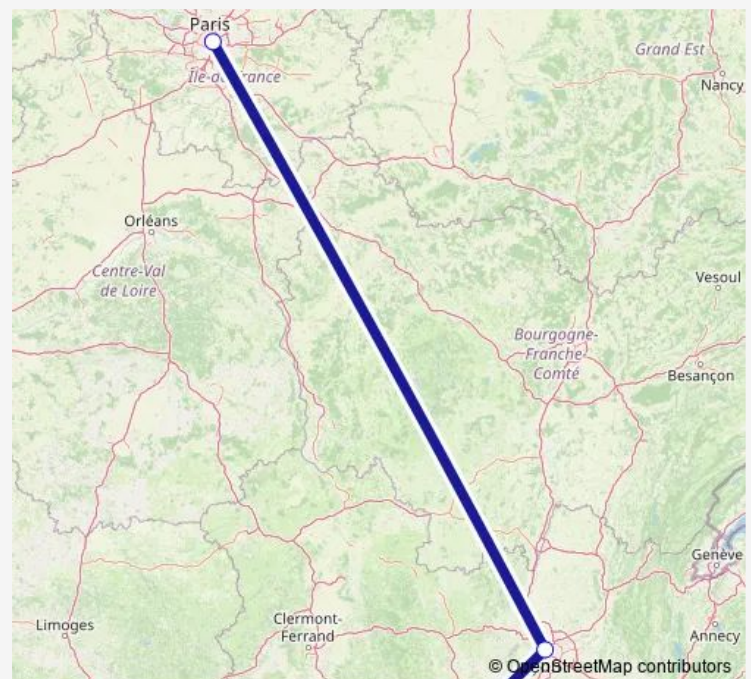 Paris
Île-de-France
Grand Est
Nancy
Orléans
Centre-Val
de Loire
Vesoul
Bourgogne-
Franche-
Comté
Besançon
Genève
Limoges
Clermont-
Ferrand
Annecy
© OpenStreetMap contributors